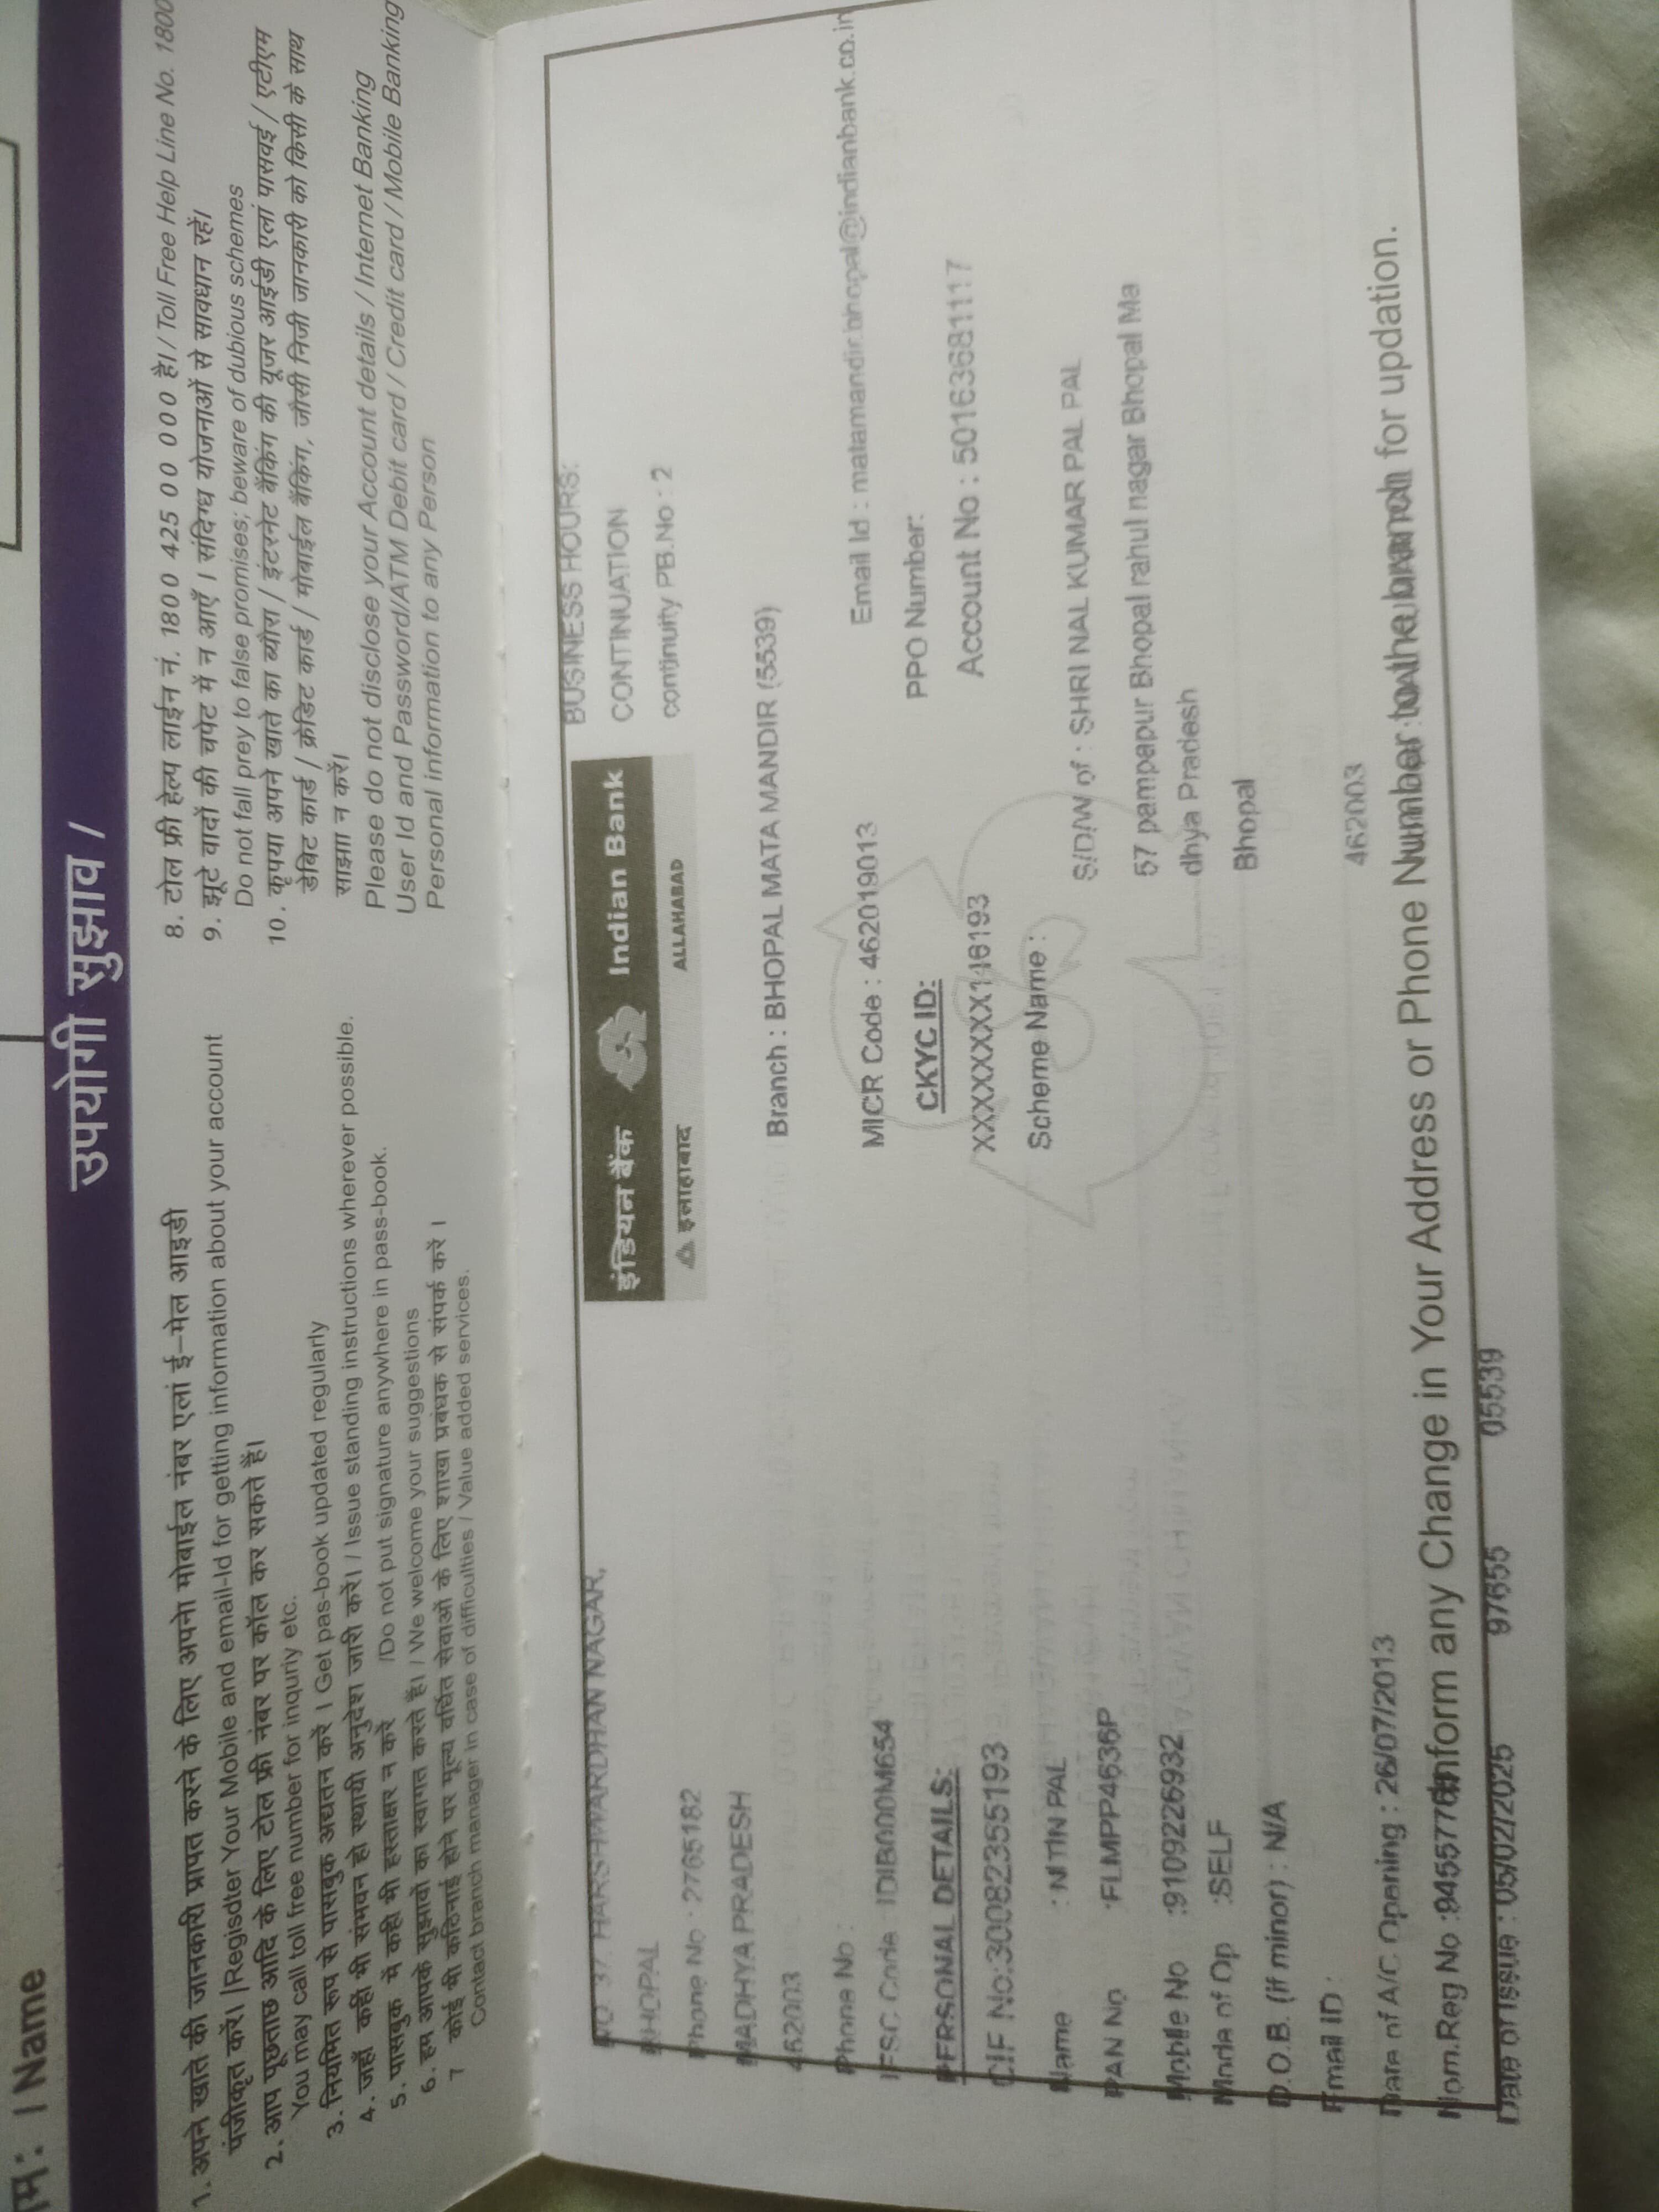 म: / Name
उपयोगी सुझाव /
1. अपने खाते की जानकारी प्रापत करने के लिए अपनो मोबाईल नंबर एलां ई–मेल आइडी
पंजीकृत करें। |Regisdter Your Mobile and email-Id for getting information about your account
2. आप पूछताछ आदि के लिए टोल फ्री नंबर पर कॉल कर सकते हैं।
You may call toll free number for inquriy etc.
3. नियमित रूप से पासबुक अद्यतन करें । Get pas-book updated regularly
4. जहाँ कहीं भी संभयन हो स्थायी अनुदेश जारी करें। / Issue standing instructions wherever possible.
5. पासबुक में कही भी हस्ताक्षर न करें /Do not put signature anywhere in pass-book.
6. हम आपके सुझावों का स्वागत करते हैं। / We welcome your suggestions
7 कोई भी कठिनाई होने पर मूल्य वर्धित सेवाओं के लिए शाखा प्रबंधक से संपर्क करें ।
Contact branch manager in case of difficulties / Value added services.
8. टोल फ्री हेल्प लाईन नं. 1800 425 00 000 है। / Toll Free Help Line No. 1800
9. झूटे वादों की चपेट में न आएँ । संदिग्ध योजनाओं से सावधान रहें।
Do not fall prey to false promises; beware of dubious schemes
10. कृपया अपने खाते का ब्यौरा / इंटरनेट बैंकिंग की यूजर आईडी एलां पासवई / एटीएम
डेबिट कार्ड / क्रेडिट कार्ड / मोबाईल बैंकिंग, जौसी निजी जानकारी को किसी के साथ
साझाा न करें।
Please do not disclose your Account details / Internet Banking
User Id and Password/ATM Debit card / Credit card / Mobile Banking
Personal information to any Person
इंडियन बैंक Indian Bank
इलाहाबाद ALLAHABAD
BUSINESS HOURS:
CONTINUATION
continuity PB.No : 2
NO. 37, HARSHWARDHAN NAGAR,
BHOPAL
Phone No : 2765182
MADHYA PRADESH
462003
Branch : BHOPAL MATA MANDIR (5539)
Phone No :
MICR Code : 462019013
Email Id : matamandir.bhopal@indianbank.co.in
IFSC Code : IDIB000M654
PERSONAL DETAILS:
CKYC ID:
PPO Number:
CIF No:30082355193
XXXXXXXXX146193
Account No : 50163681117
Name : NITIN PAL
Scheme Name :
S/D/W of : SHRI NAL KUMAR PAL PAL
PAN No :FLMPP4636P
57 pampapur Bhopal rahul nagar Bhopal Ma
Mobile No :9109226932
dhya Pradesh
Mode of Op :SELF
Bhopal
D.O.B. (If minor) : N/A
Email ID :
462003
Date of A/C Opening : 26/07/2013
Nom.Reg No :
Inform any Change in Your Address or Phone Number to the branch for updation.
Date of Issue : 05/02/2025 97655 05539